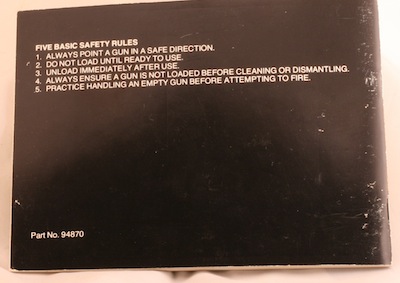 FIVE BASIC SAFETY RULES
1. ALWAYS POINT A GUN IN A SAFE DIRECTION.
2. DO NOT LOAD UNTIL READY TO USE.
3. UNLOAD IMMEDIATELY AFTER USE.
4. ALWAYS ENSURE A GUN IS NOT LOADED BEFORE CLEANING OR DISMANTLING.
5. PRACTICE HANDLING AN EMPTY GUN BEFORE ATTEMPTING TO FIRE.
Part No. 94870